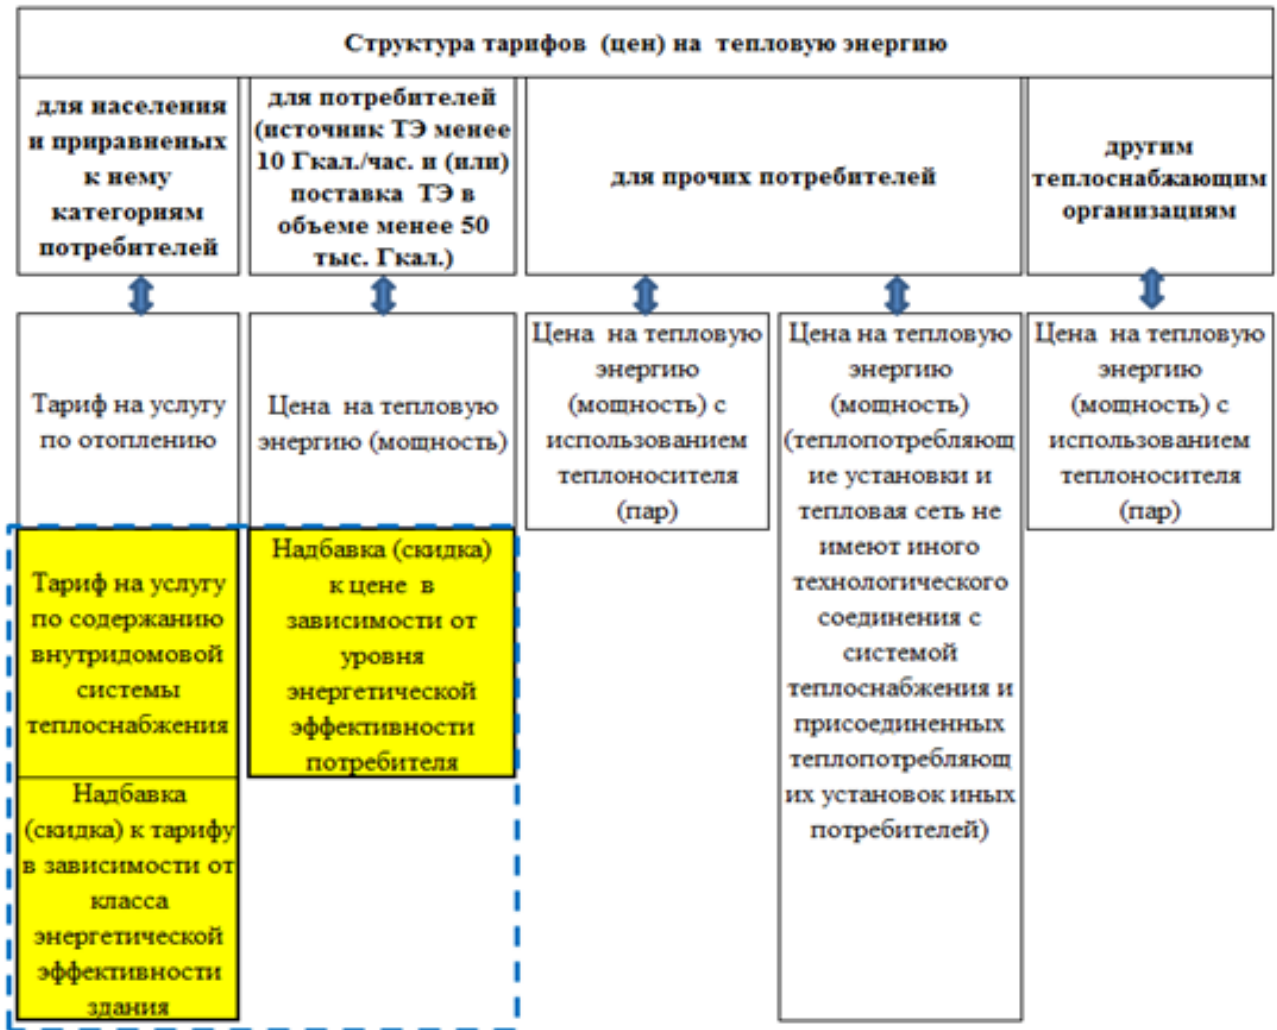 Структура тарифов (цен) на тепловую энергию
для населения
и приравненых
к нему
категориям
потребителей
для потребителей
(источник ТЭ менее
10 Гкал./час. и (или)
поставка ТЭ в
объеме менее 50
тыс. Гкал.)
для прочих потребителей
другим
теплоснабжающим
организациям
Тариф на услугу
по отоплению
Цена на тепловую
энергию (мощность)
Цена на тепловую
энергию
(мощность) с
использованием
теплоносителя
(пар)
Цена на тепловую
энергию
(мощность)
(теплопотребляющ
ие установки и
тепловая сеть не
имеют иного
технологического
соединения с
системой
теплоснабжения и
присоединенных
теплопотребляющ
их установок иных
потребителей)
Цена на тепловую
энергию
(мощность) с
использованием
теплоносителя
(пар)
Тариф на услугу
по содержанию
внутридомовой
системы
теплоснабжения
Надбавка (скидка)
к цене в
зависимости от
уровня
энергетической
эффективности
потребителя
Надбавка
(скидка) к тарифу
в зависимости от
класса
энергетической
эффективности
здания